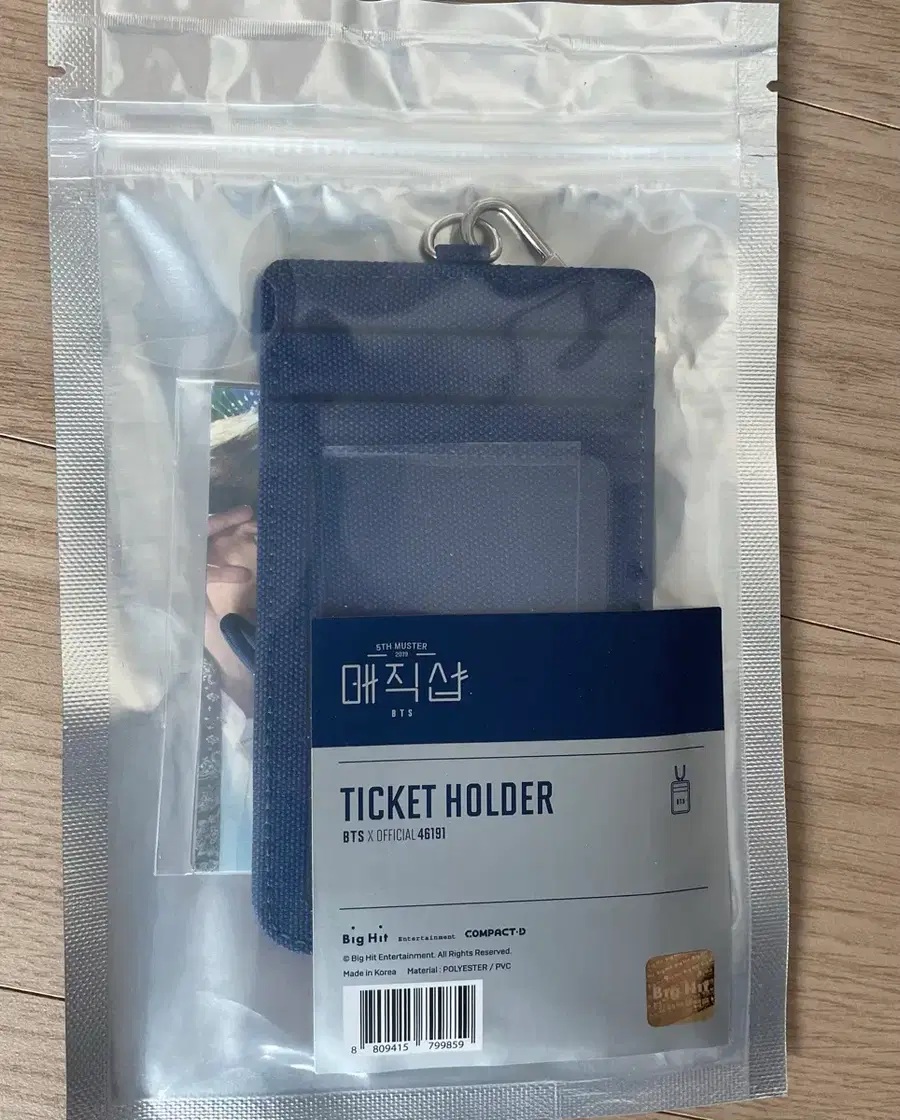 5TH MUSTER
2019
매직샵
BTS
TICKET HOLDER
BTS X OFFICIAL 46191
BTS
Big Hit Entertainment COMPACT·D
© Big Hit Entertainment. All Rights Reserved.
Made in Korea Material : POLYESTER / PVC
8 809415 799859
Big Hit